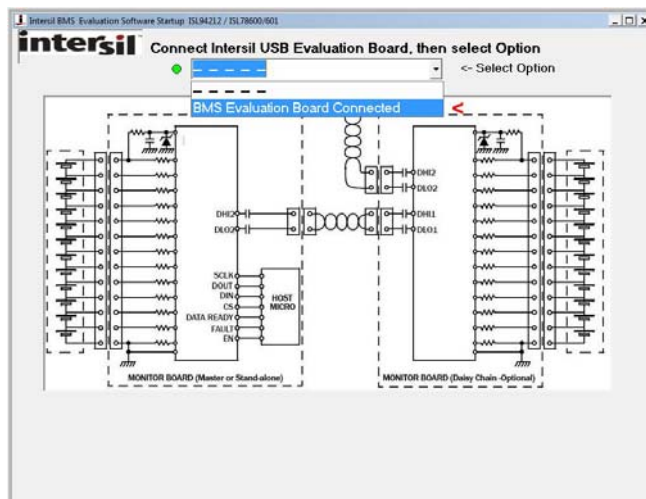 Intersil BMS Evaluation Software Startup ISL94212 / ISL78600/601
intersil
Connect Intersil USB Evaluation Board, then select Option
<- Select Option
BMS Evaluation Board Connected
<
DHI2
DLO2
DHI2
DLO2
DHI1
DLO1
SCLK
DOUT
DIN
CS
DATA READY
FAULT
EN
HOST
MICRO
MONITOR BOARD (Master or Stand-alone)
MONITOR BOARD (Daisy Chain -Optional)